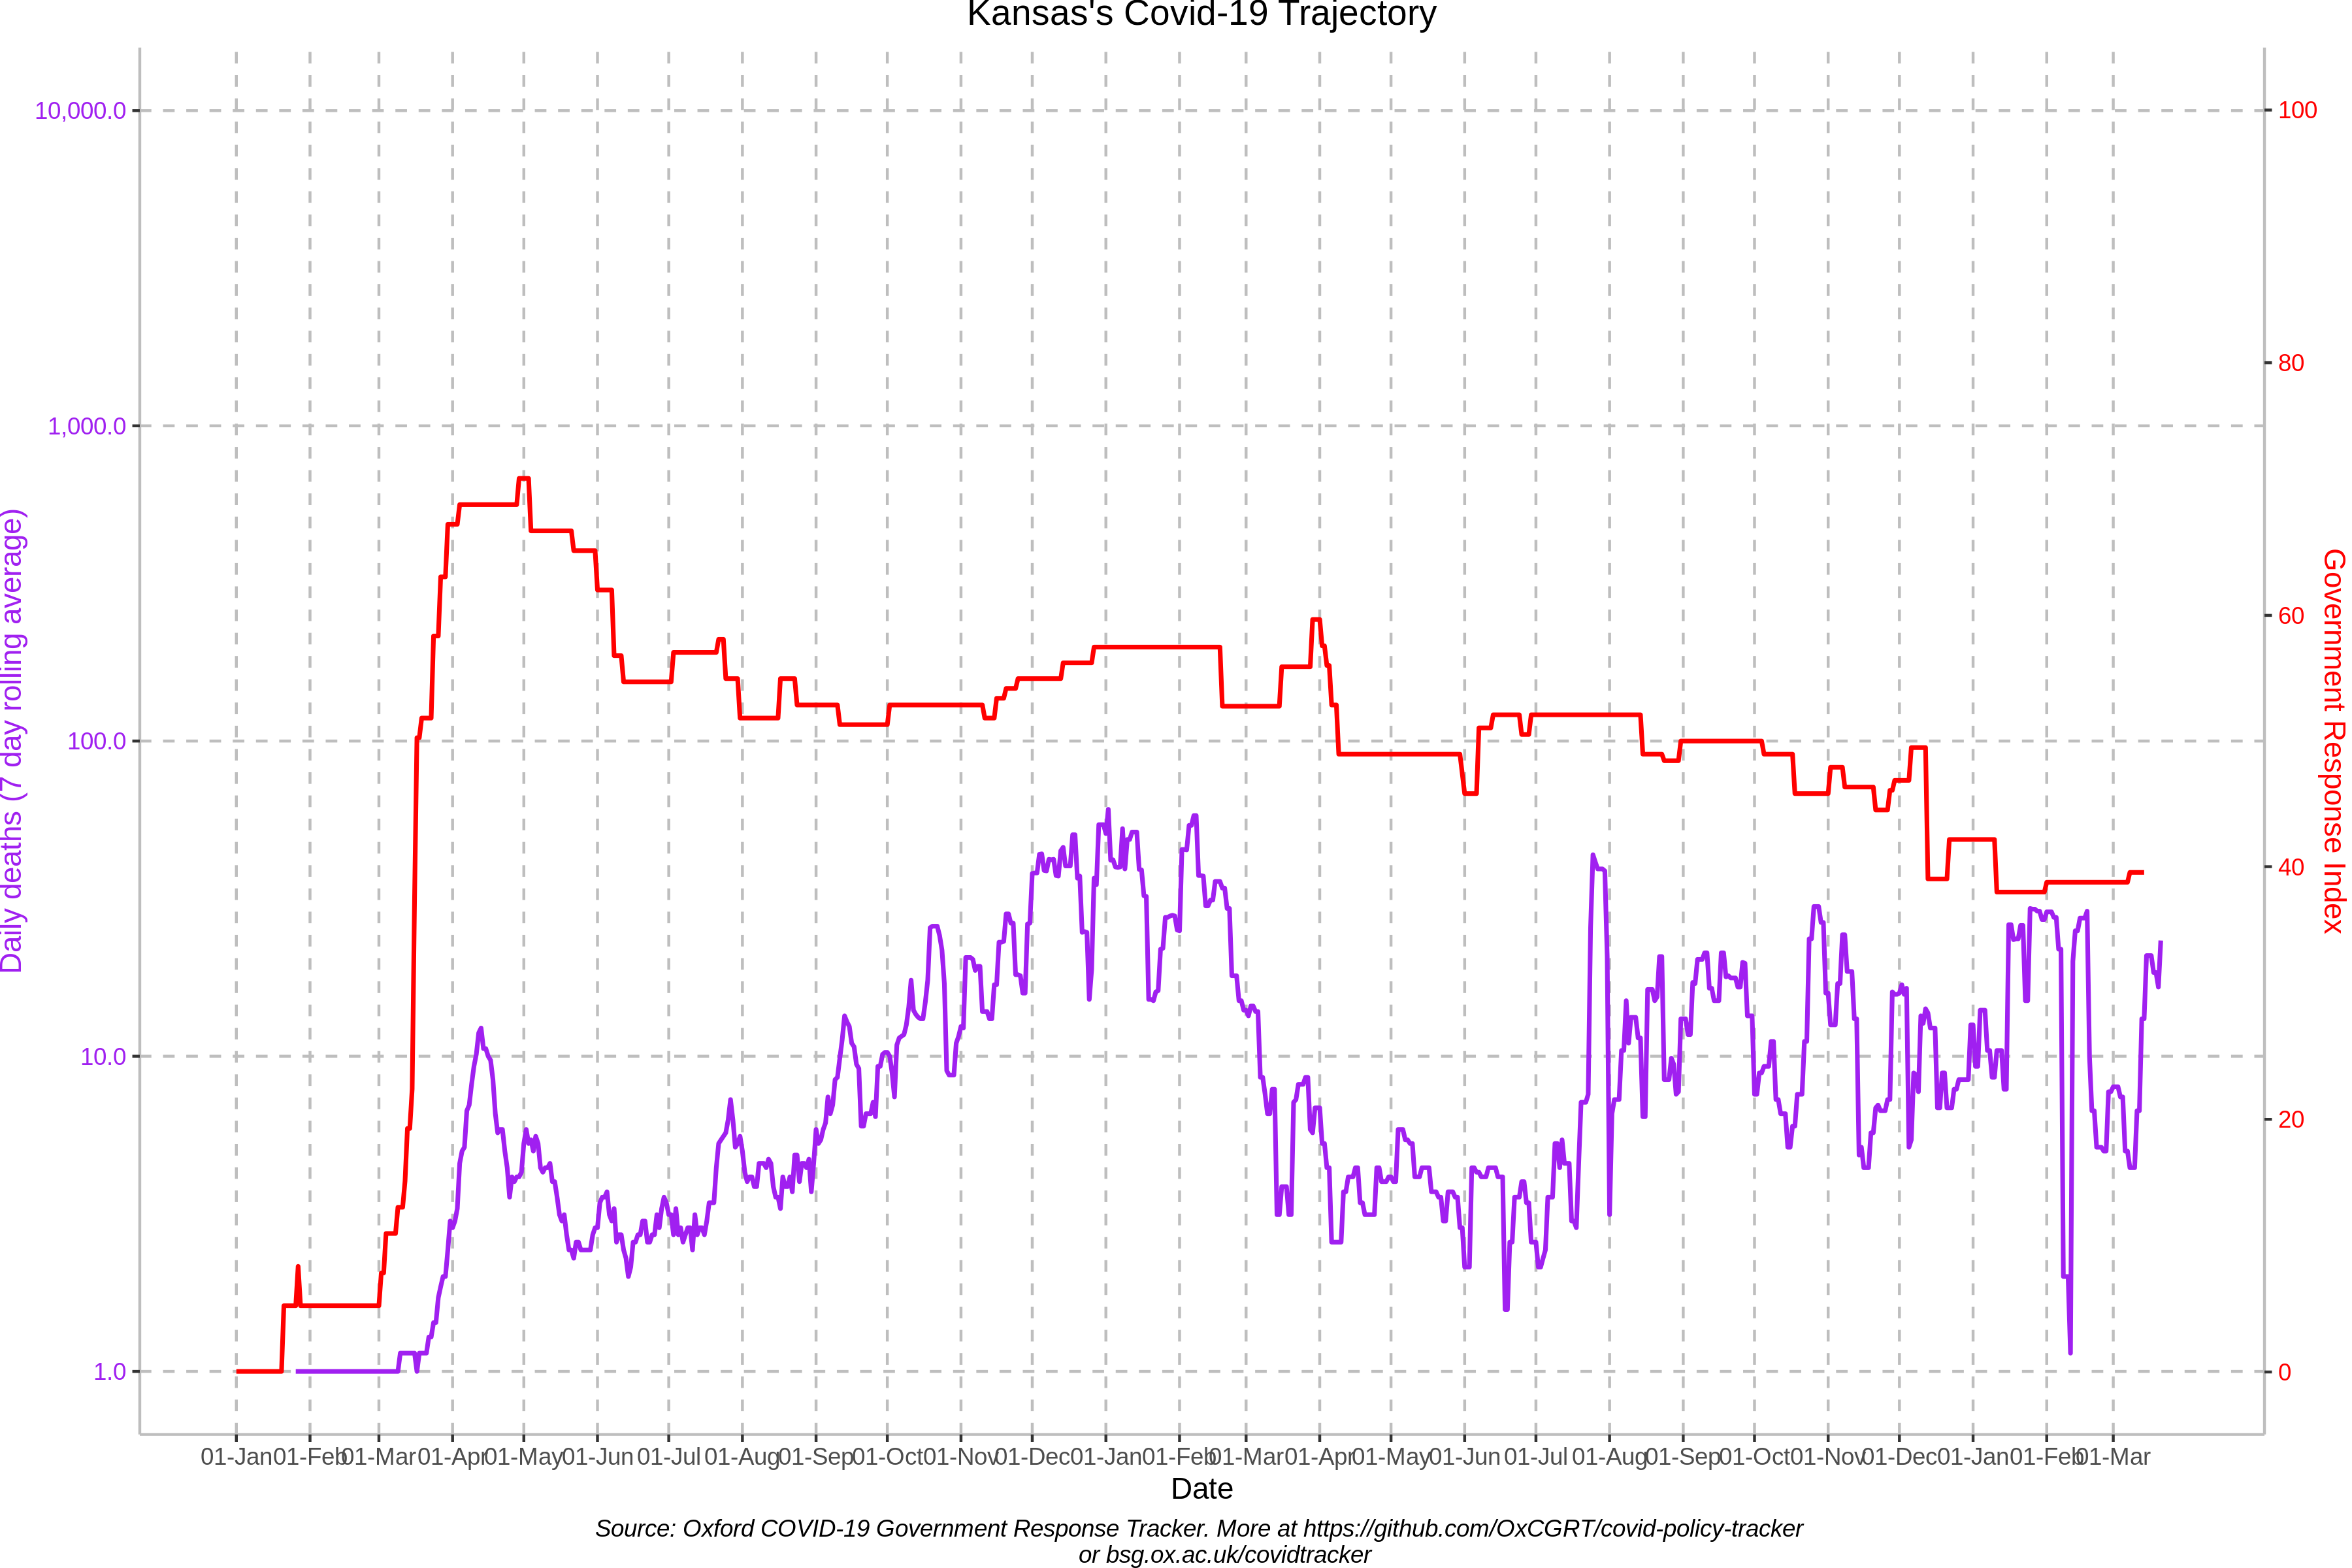 Kansas's Covid-19 Trajectory
10,000.0
1,000.0
100.0
10.0
1.0
Daily deaths (7 day rolling average)
100
80
60
40
20
0
Government Response Index
01-Jan 01-Feb 01-Mar 01-Apr 01-May 01-Jun 01-Jul 01-Aug 01-Sep 01-Oct 01-Nov 01-Dec 01-Jan 01-Feb 01-Mar 01-Apr 01-May 01-Jun 01-Jul 01-Aug 01-Sep 01-Oct 01-Nov 01-Dec 01-Jan 01-Feb 01-Mar
Date
Source: Oxford COVID-19 Government Response Tracker. More at https://github.com/OxCGRT/covid-policy-tracker
or bsg.ox.ac.uk/covidtracker